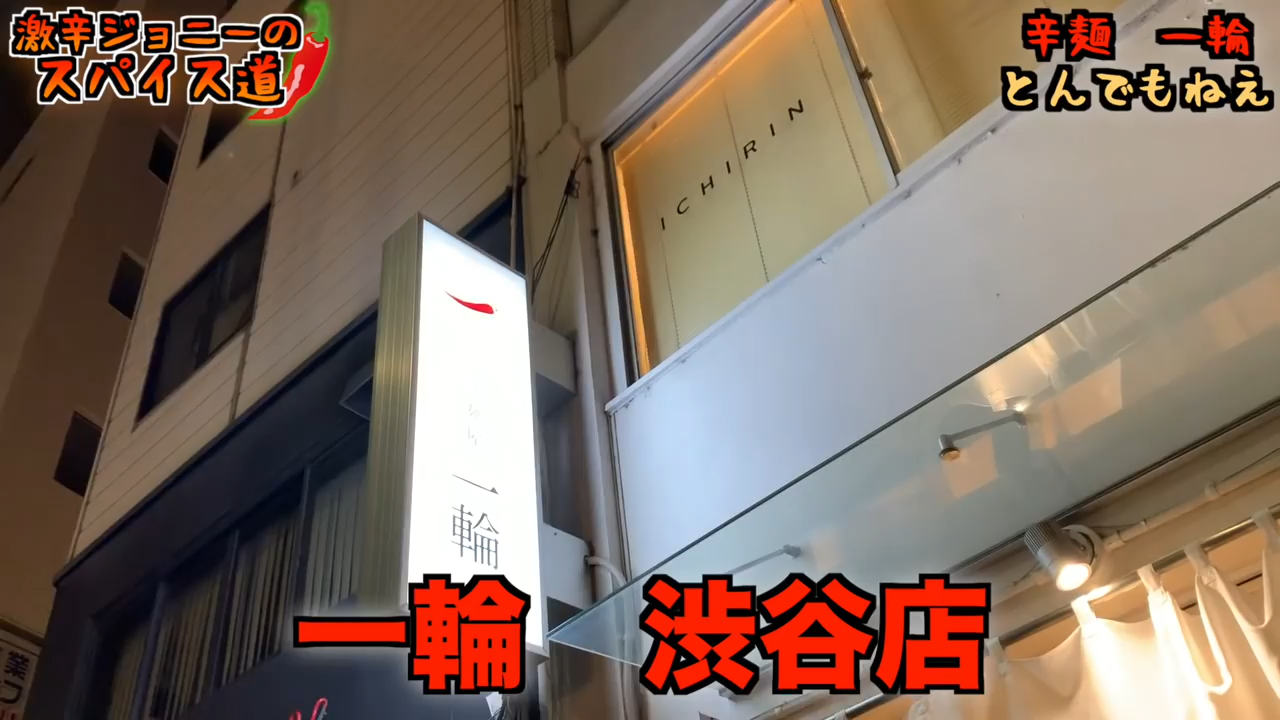 激辛ジョニーの
スパイス道
辛麺 一輪
とんでもねえ
ICHIRIN
一輪
一輪 渋谷店